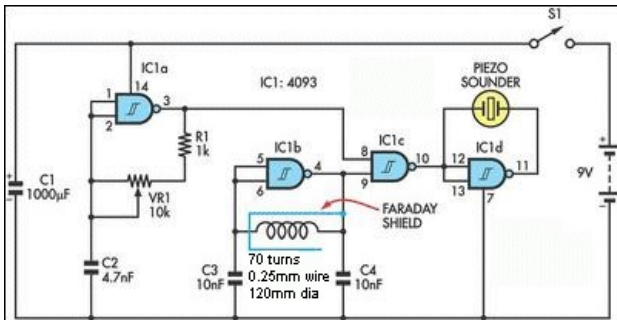 S1
IC1a
14
1
2
3
IC1: 4093
PIEZO
SOUNDER
R1
1k
IC1b
5
6
4
8
9
IC1c
10
IC1d
12
13
11
7
+
C1
1000µF
−
VR1
10k
FARADAY
SHIELD
+
9V
−
C2
4.7nF
C3
10nF
70 turns
0.25mm wire
120mm dia
C4
10nF